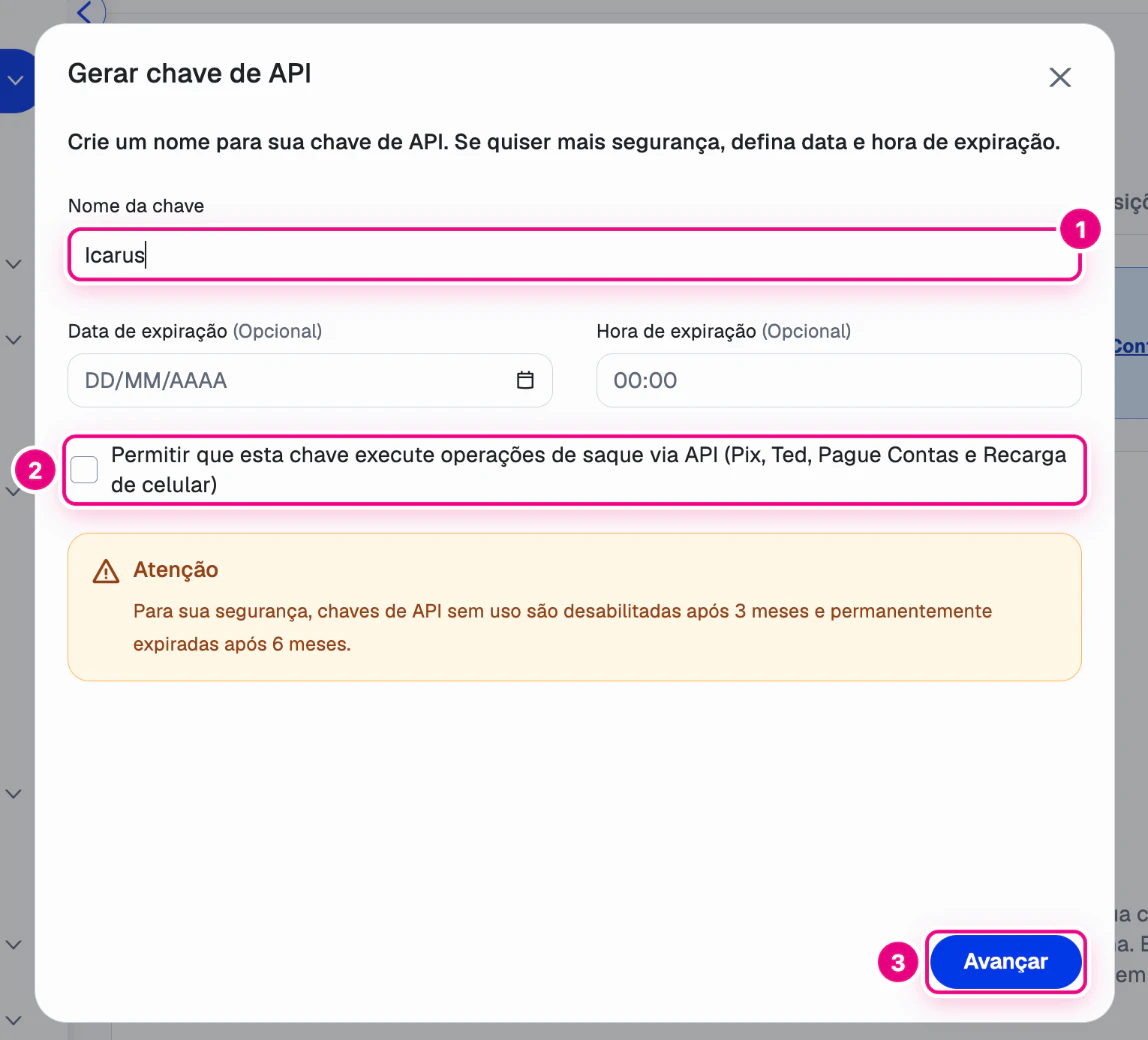 Gerar chave de API
Crie um nome para sua chave de API. Se quiser mais segurança, defina data e hora de expiração.
Nome da chave
1
Icarus
Data de expiração (Opcional)
Hora de expiração (Opcional)
DD/MM/AAAA
00:00
2
Permitir que esta chave execute operações de saque via API (Pix, Ted, Pague Contas e Recarga
de celular)
Atenção
Para sua segurança, chaves de API sem uso são desabilitadas após 3 meses e permanentemente
expiradas após 6 meses.
3
Avançar